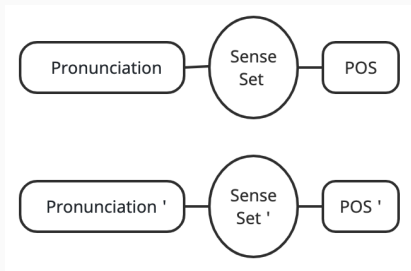 Pronunciation
Sense
Set
POS
Pronunciation '
Sense
Set '
POS '